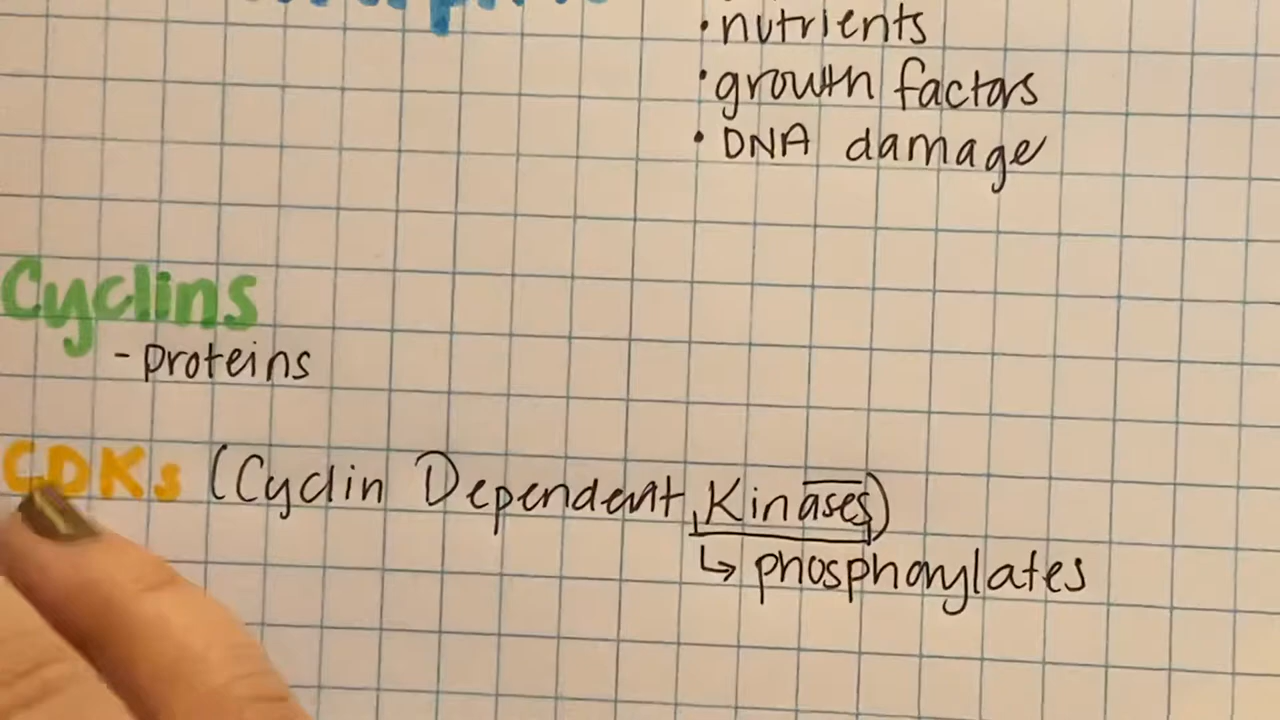 •nutrients
•growth factors
•DNA damage
Cyclins
-proteins
CDKs (Cyclin Dependent Kinases)
↳ phosphorylates